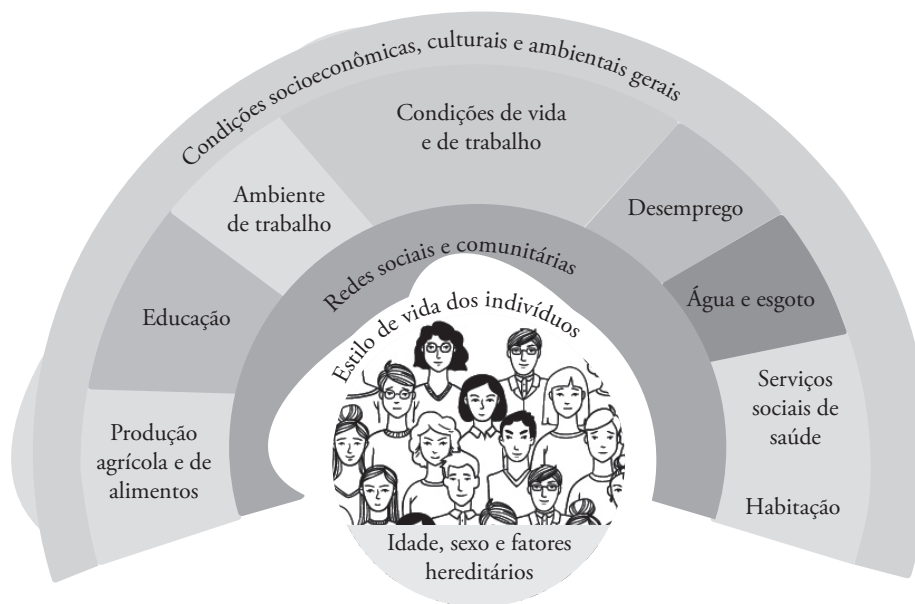 Condições socioeconômicas, culturais e ambientais gerais
Condições de vida
e de trabalho
Ambiente
de trabalho
Desemprego
Redes sociais e comunitárias
Educação
Água e esgoto
Estilo de vida dos indivíduos
Produção
agrícola e de
alimentos
Serviços
sociais de
saúde
Habitação
Idade, sexo e fatores
hereditários